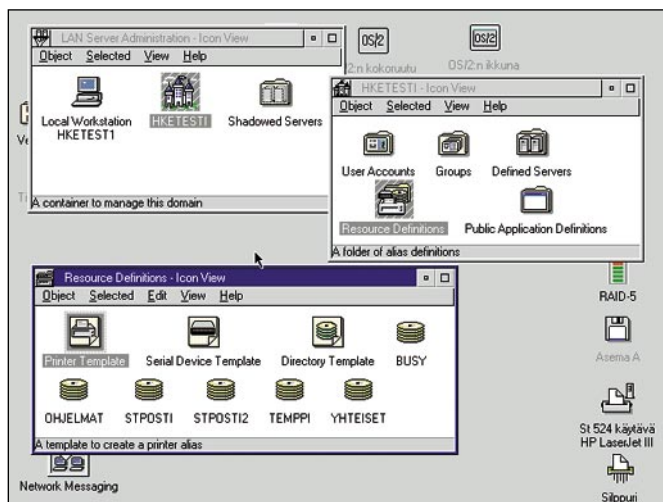 LAN Server Administration - Icon View
Object Selected View Help
Local Workstation
HKETEST1
HKETESTI
Shadowed Servers
A container to manage this domain
OS/2
OS/2
2:n kokoruutu
OS/2:n ikkuna
HKETESTI - Icon View
Object Selected View Help
User Accounts
Groups
Defined Servers
Resource Definitions
Public Application Definitions
A folder of alias definitions
Resource Definitions - Icon View
Object Selected Edit View Help
Printer Template
Serial Device Template
Directory Template
BUSY
OHJELMAT
STPOSTI
STPOSTI2
TEMPPI
YHTEISET
A template to create a printer alias
RAID-5
Asema A
St 524 käytävä
HP LaserJet III
Silppuri
Network Messaging